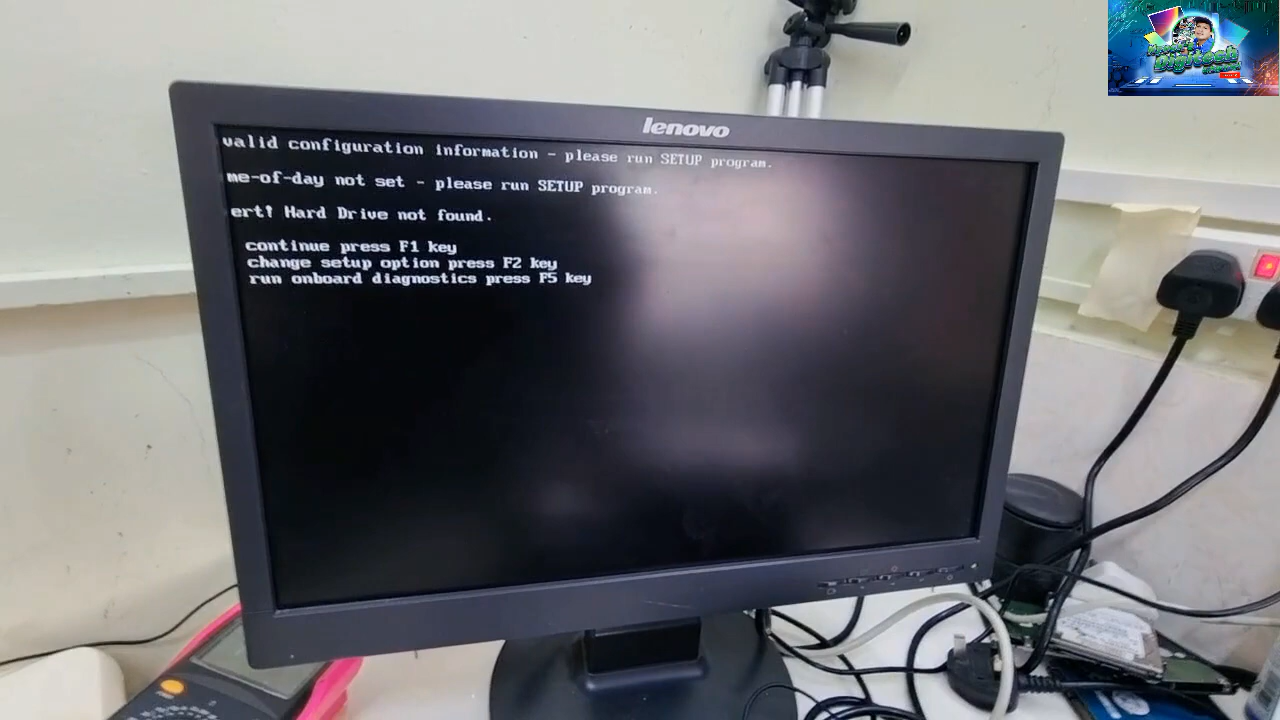 Digitech
lenovo
valid configuration information - please run SETUP program.
me-of-day not set - please run SETUP program.
ert! Hard Drive not found.
continue press F1 key
change setup option press F2 key
run onboard diagnostics press F5 key